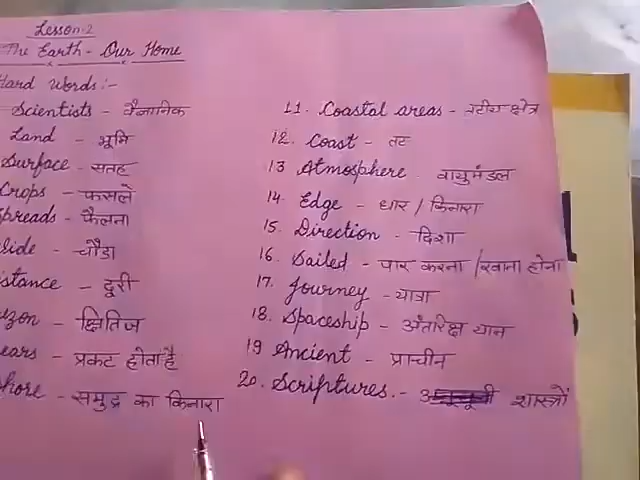 Lesson-2
The Earth - Our Home
Hard Words:-
Scientists - वैज्ञानिक
Land - भूमि
Surface - सतह
Crops - फसले
Spreads - फैलना
Wide - चौड़ा
istance - दूरी
izon - क्षितिज
ears - प्रकट होता है
hore - समुद्र का किनारा
11. Coastal areas - तटीय क्षेत्र
12. Coast - तट
13 Atmosphere - वायुमंडल
14. Edge - धार / किनारा
15. Direction - दिशा
16. Sailed - पार करना / रवाना होना
17. Journey - यात्रा
18. Spaceship - अंतरिक्ष यान
19 Ancient - प्राचीन
20. Scriptures. - शास्त्रों